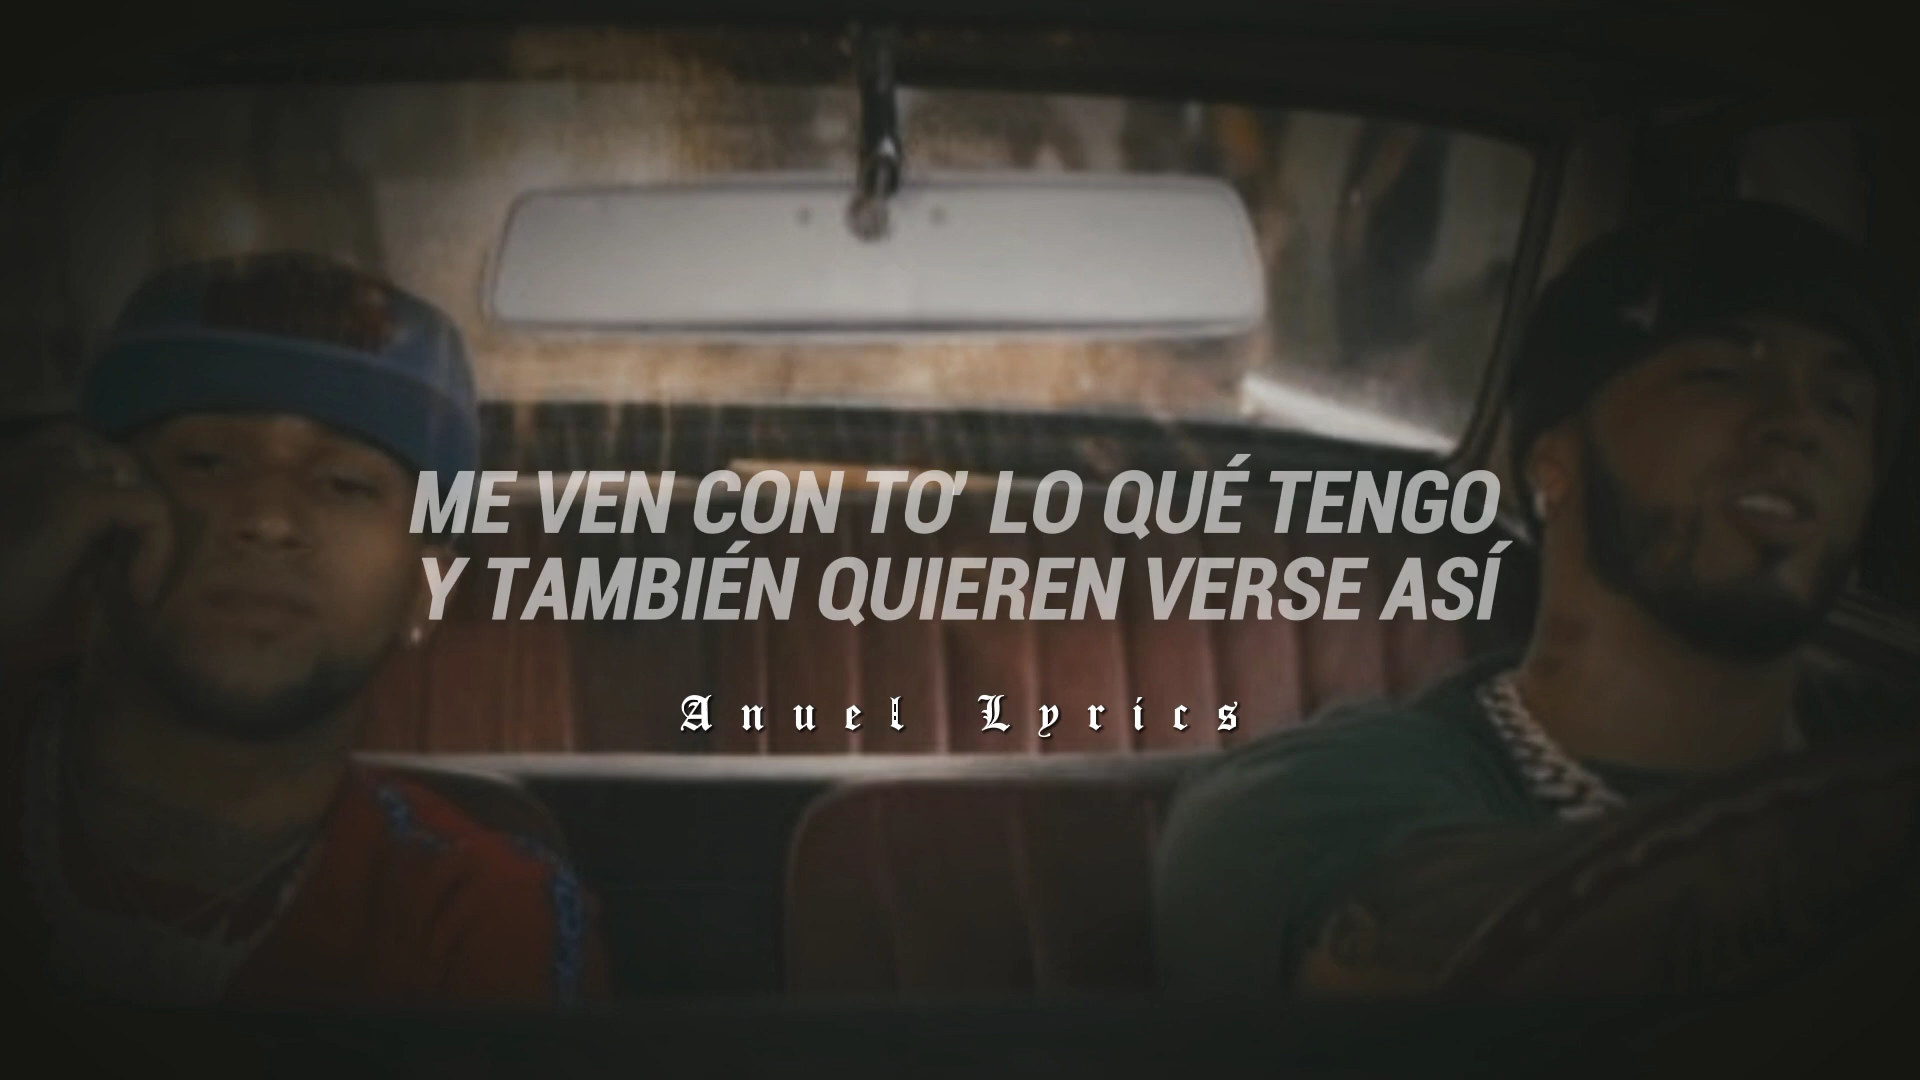 ME VEN CON TO' LO QUÉ TENGO
Y TAMBIÉN QUIEREN VERSE ASÍ
Anuel Lyrics